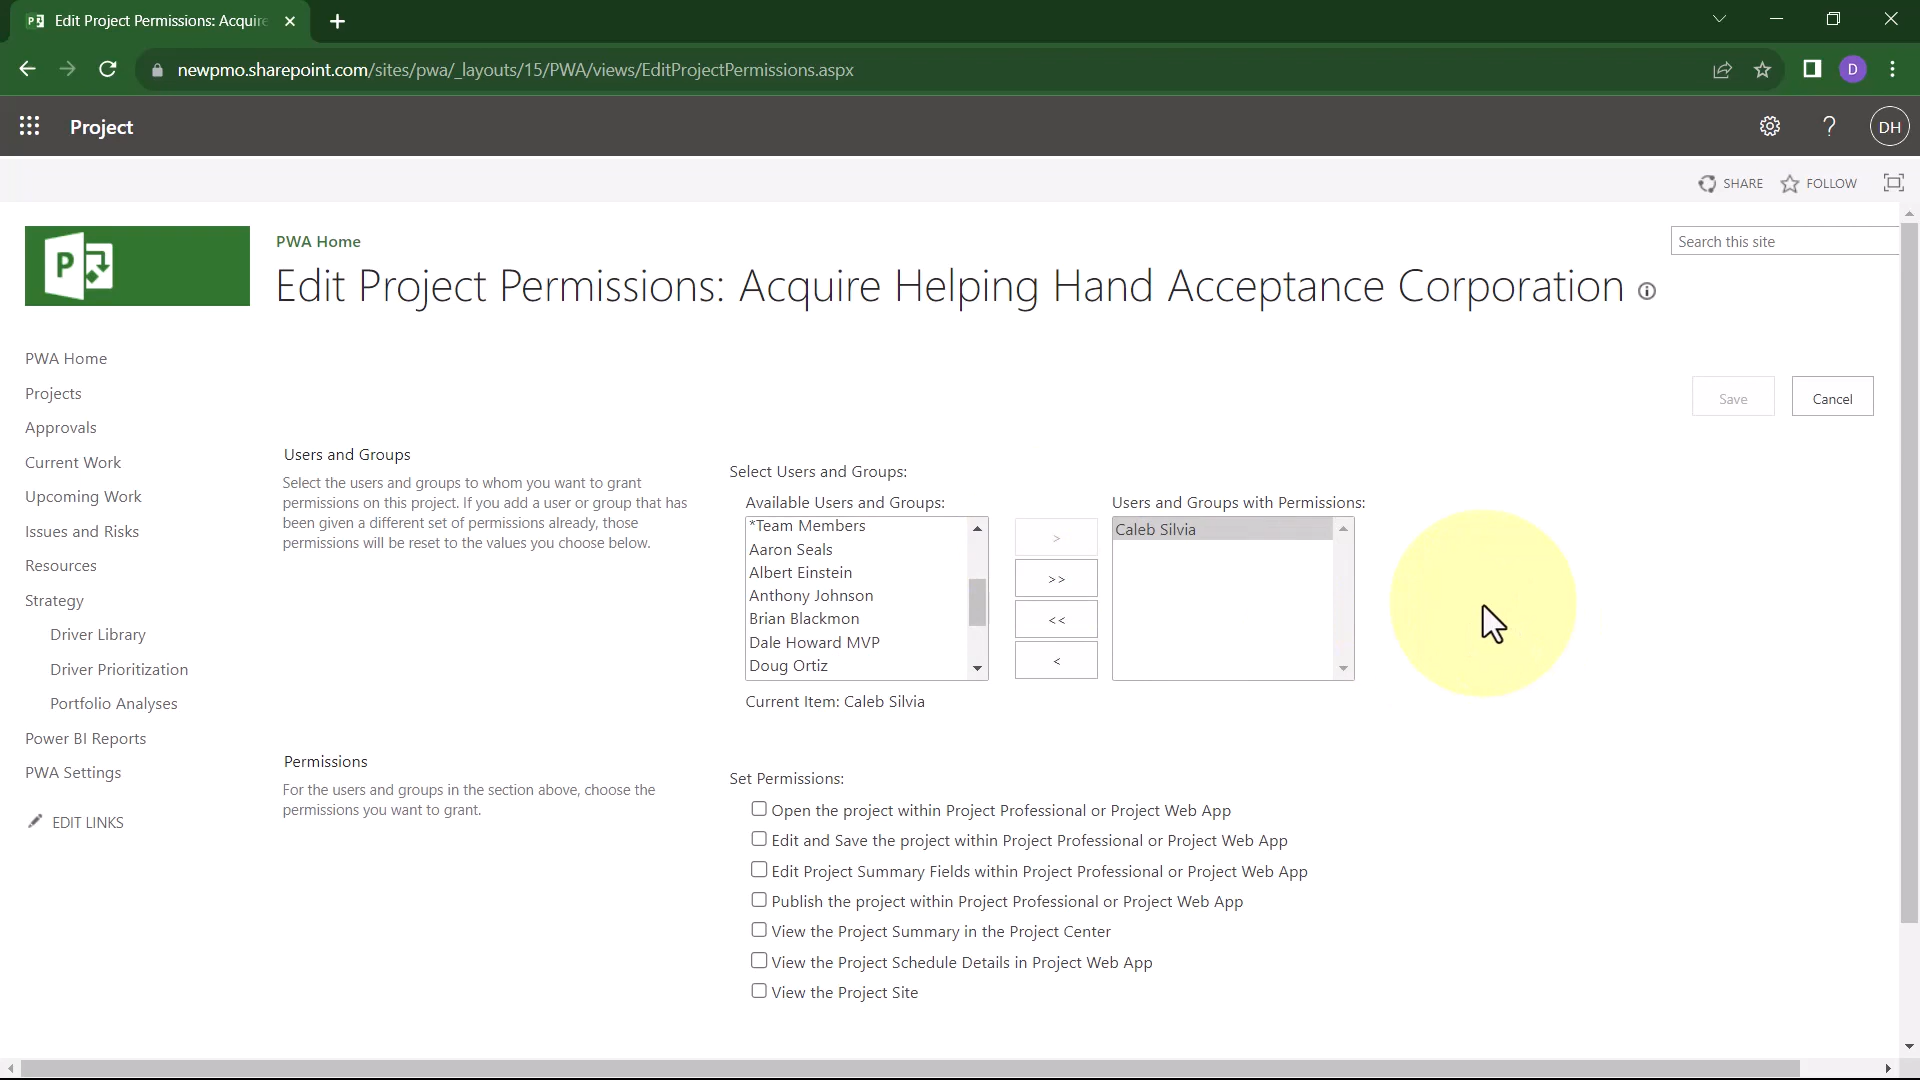 Edit Project Permissions: Acquire
newpmo.sharepoint.com/sites/pwa/_layouts/15/PWA/views/EditProjectPermissions.aspx
D
Project
?
DH
SHARE
FOLLOW
P
PWA Home
Search this site
Edit Project Permissions: Acquire Helping Hand Acceptance Corporation
PWA Home
Projects
Approvals
Current Work
Upcoming Work
Issues and Risks
Resources
Strategy
Driver Library
Driver Prioritization
Portfolio Analyses
Power BI Reports
PWA Settings
EDIT LINKS
Save
Cancel
Users and Groups
Select the users and groups to whom you want to grant
permissions on this project. If you add a user or group that has
been given a different set of permissions already, those
permissions will be reset to the values you choose below.
Select Users and Groups:
Available Users and Groups:
*Team Members
Aaron Seals
Albert Einstein
Anthony Johnson
Brian Blackmon
Dale Howard MVP
Doug Ortiz
>
>>
<<
<
Users and Groups with Permissions:
Caleb Silvia
Current Item: Caleb Silvia
Permissions
For the users and groups in the section above, choose the
permissions you want to grant.
Set Permissions:
Open the project within Project Professional or Project Web App
Edit and Save the project within Project Professional or Project Web App
Edit Project Summary Fields within Project Professional or Project Web App
Publish the project within Project Professional or Project Web App
View the Project Summary in the Project Center
View the Project Schedule Details in Project Web App
View the Project Site